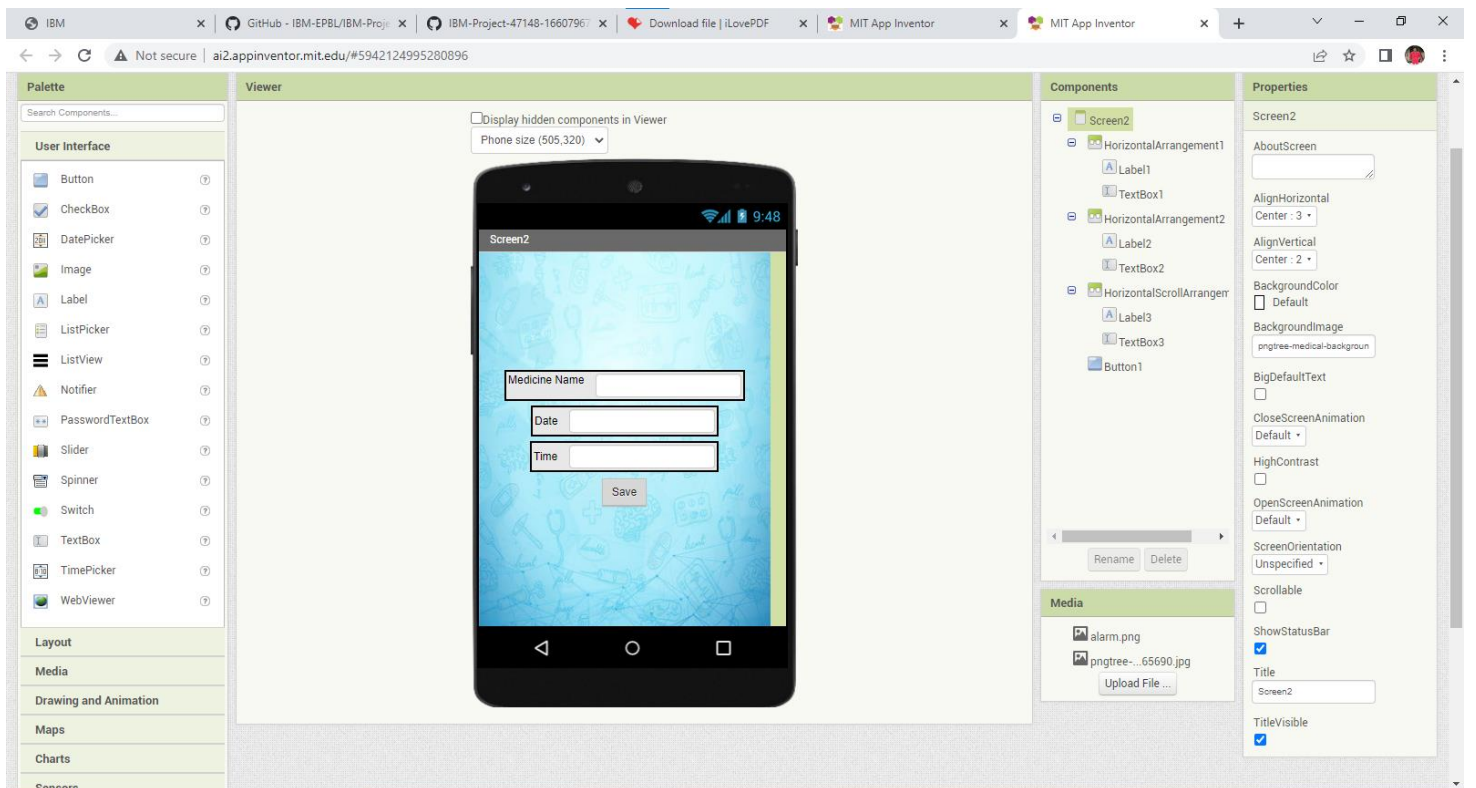 IBM
GitHub - IBM-EPBL/IBM-Proje
IBM-Project-47148-16607967
Download file | iLovePDF
MIT App Inventor
MIT App Inventor
Not secure | ai2.appinventor.mit.edu/#5942124995280896
Palette
Search Components...
User Interface
Button
CheckBox
DatePicker
Image
Label
ListPicker
ListView
Notifier
PasswordTextBox
Slider
Spinner
Switch
TextBox
TimePicker
WebViewer
Layout
Media
Drawing and Animation
Maps
Charts
Sensors
Viewer
Display hidden components in Viewer
Phone size (505,320)
9:48
Screen2
Medicine Name
Date
Time
Save
Components
Screen2
HorizontalArrangement1
Label1
TextBox1
HorizontalArrangement2
Label2
TextBox2
HorizontalScrollArrangem
Label3
TextBox3
Button1
Rename Delete
Media
alarm.png
pngtree-...65690.jpg
Upload File ...
Properties
Screen2
AboutScreen
AlignHorizontal
Center : 3
AlignVertical
Center : 2
BackgroundColor
Default
BackgroundImage
pngtree-medical-backgroun
BigDefaultText
CloseScreenAnimation
Default
HighContrast
OpenScreenAnimation
Default
ScreenOrientation
Unspecified
Scrollable
ShowStatusBar
Title
Screen2
TitleVisible